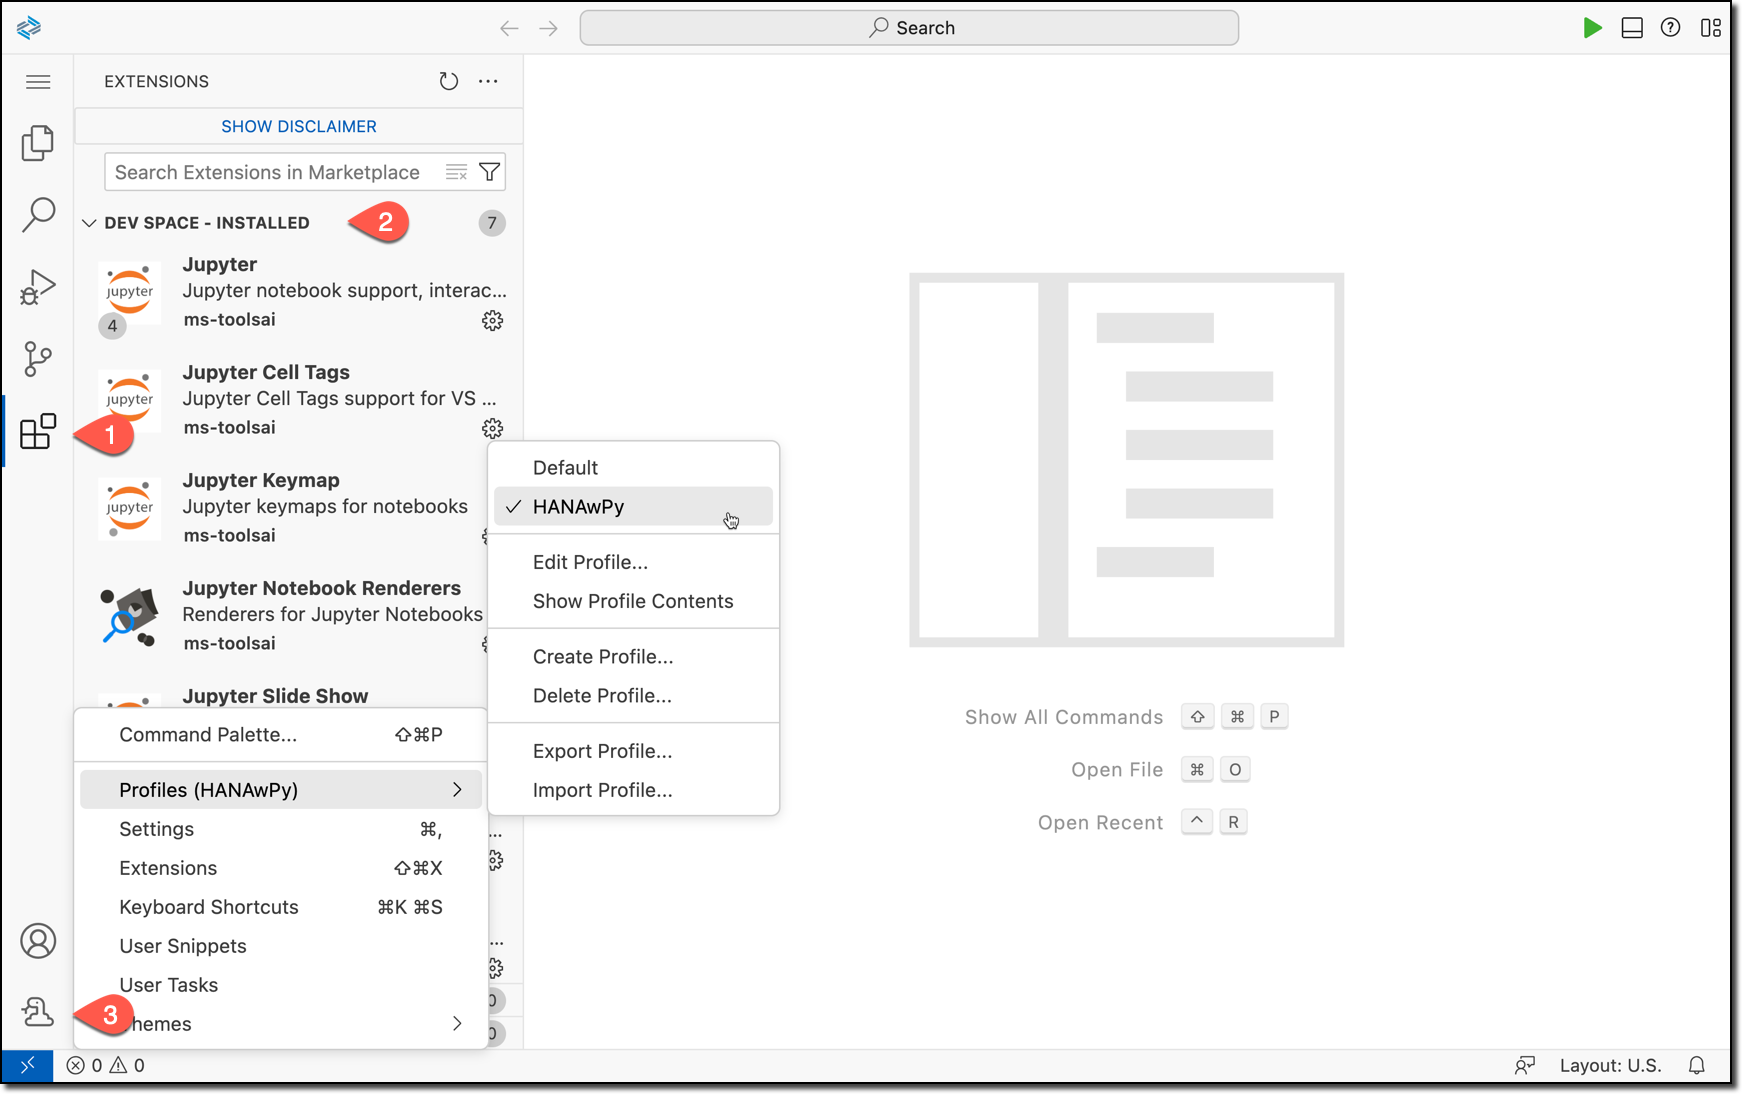 Search
EXTENSIONS
SHOW DISCLAIMER
Search Extensions in Marketplace
DEV SPACE - INSTALLED
2
7
Jupyter
Jupyter notebook support, interac...
ms-toolsai
jupyter
4
Jupyter Cell Tags
Jupyter Cell Tags support for VS ...
ms-toolsai
jupyter
1
Jupyter Keymap
Jupyter keymaps for notebooks
ms-toolsai
jupyter
Jupyter Notebook Renderers
Renderers for Jupyter Notebooks
ms-toolsai
Jupyter Slide Show
Default
✓ HANAwPy
Edit Profile...
Show Profile Contents
Create Profile...
Delete Profile...
Export Profile...
Import Profile...
Command Palette... ⇧⌘P
Profiles (HANAwPy)
Settings ⌘,
Extensions ⇧⌘X
Keyboard Shortcuts ⌘K ⌘S
User Snippets
User Tasks
hemes
3
...
...
0
0
Show All Commands ⇧ ⌘ P
Open File ⌘ O
Open Recent ^ R
0 0
Layout: U.S.